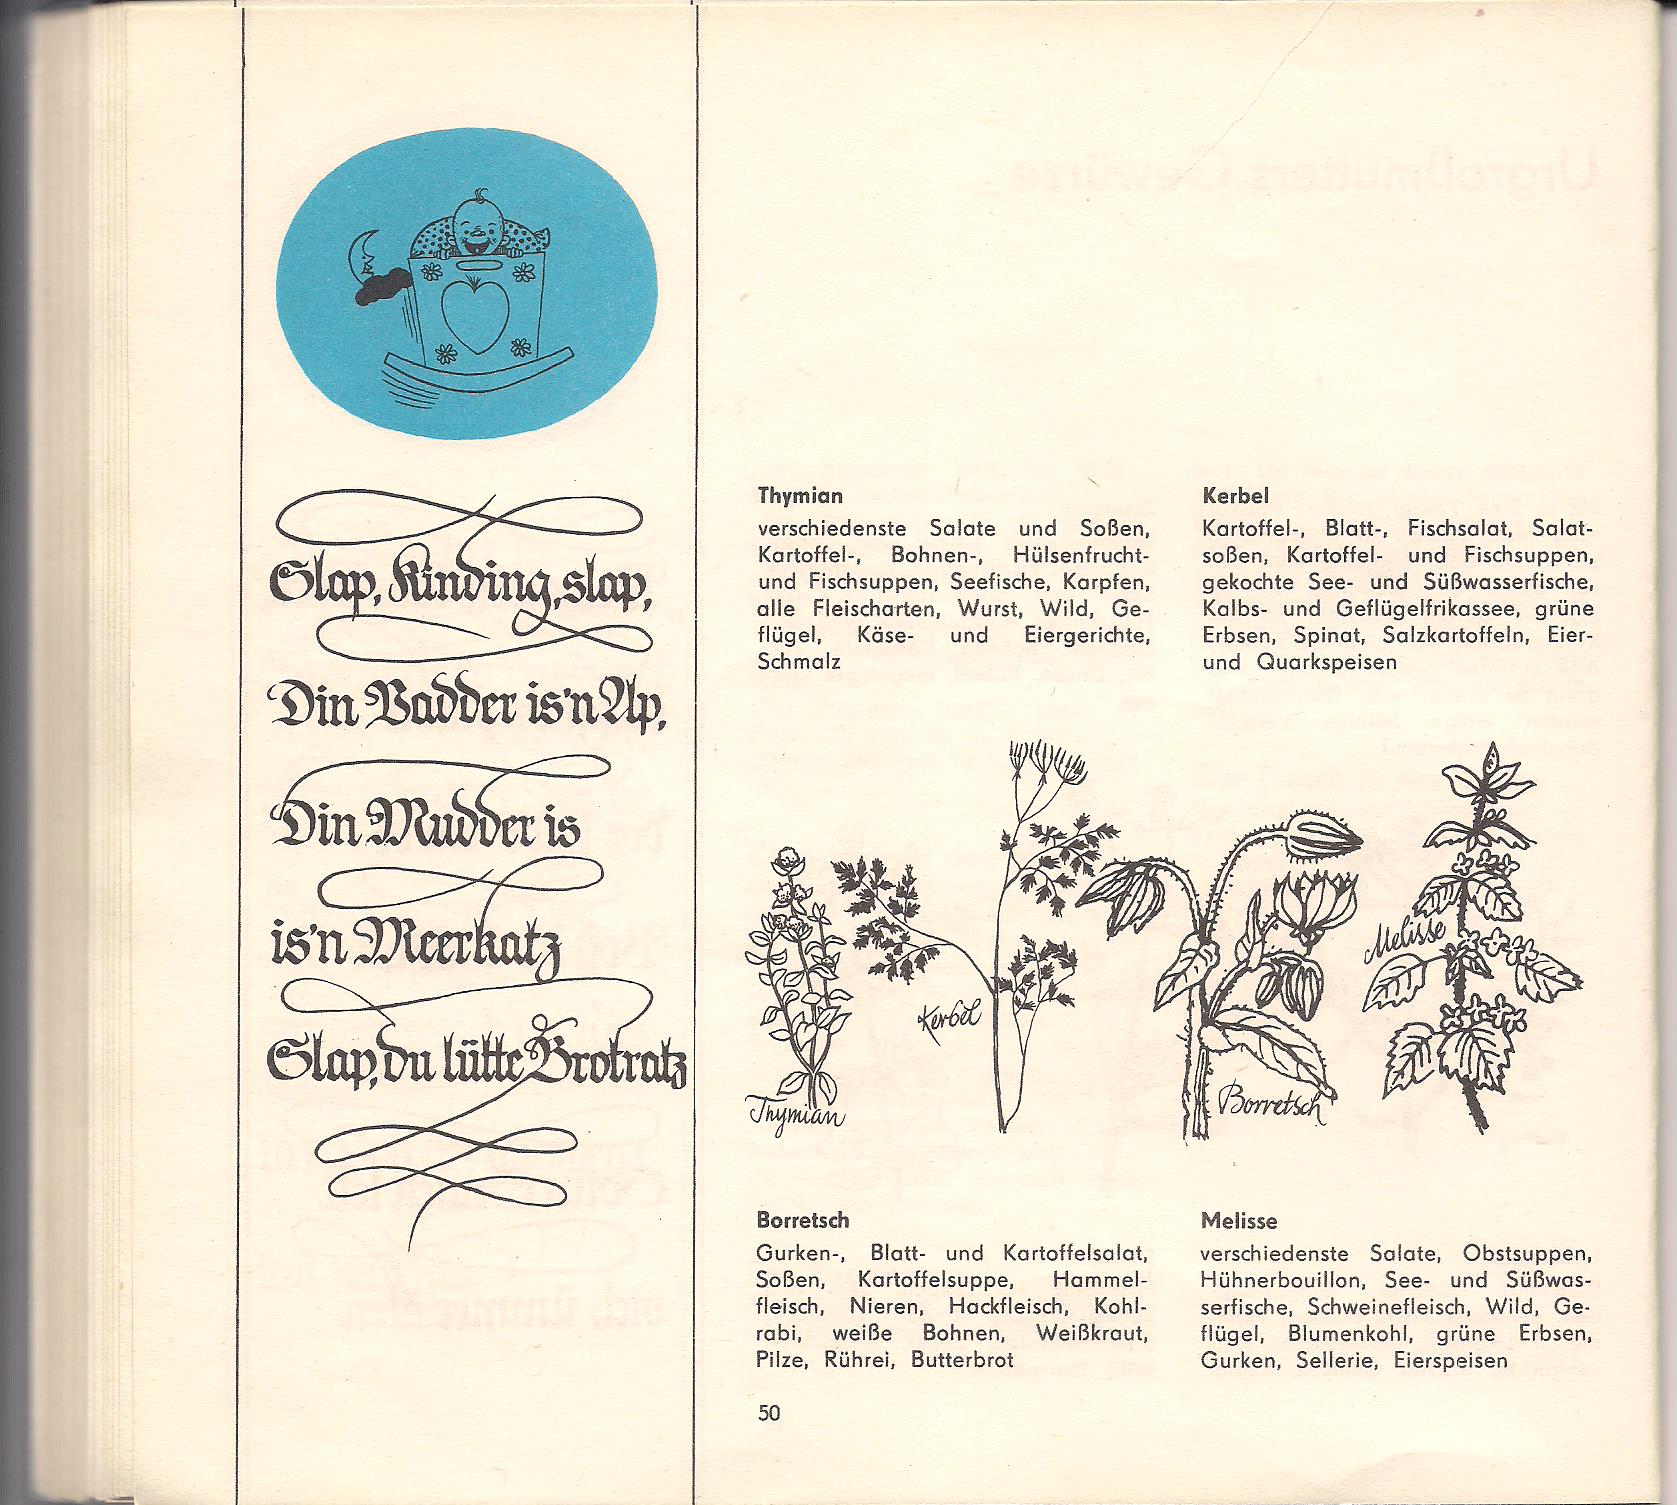 Slap, Kinding, slap,
Din Vadder is'n Ap,
Din Mudder is
is'n Meerkatz
Slap, du lütte Brotratz
Urgroßmutters Gewürze
Thymian
verschiedenste Salate und Soßen,
Kartoffel-, Bohnen-, Hülsenfrucht-
und Fischsuppen, Seefische, Karpfen,
alle Fleischarten, Wurst, Wild, Ge-
flügel, Käse- und Eiergerichte,
Schmalz
Kerbel
Kartoffel-, Blatt-, Fischsalat, Salat-
soßen, Kartoffel- und Fischsuppen,
gekochte See- und Süßwasserfische,
Kalbs- und Geflügelfrikassee, grüne
Erbsen, Spinat, Salzkartoffeln, Eier-
und Quarkspeisen
Thymian
Kerbel
Borretsch
Melisse
Borretsch
Gurken-, Blatt- und Kartoffelsalat,
Soßen, Kartoffelsuppe, Hammel-
fleisch, Nieren, Hackfleisch, Kohl-
rabi, weiße Bohnen, Weißkraut,
Pilze, Rührei, Butterbrot
Melisse
verschiedenste Salate, Obstsuppen,
Hühnerbouillon, See- und Süßwas-
serfische, Schweinefleisch, Wild, Ge-
flügel, Blumenkohl, grüne Erbsen,
Gurken, Sellerie, Eierspeisen
50